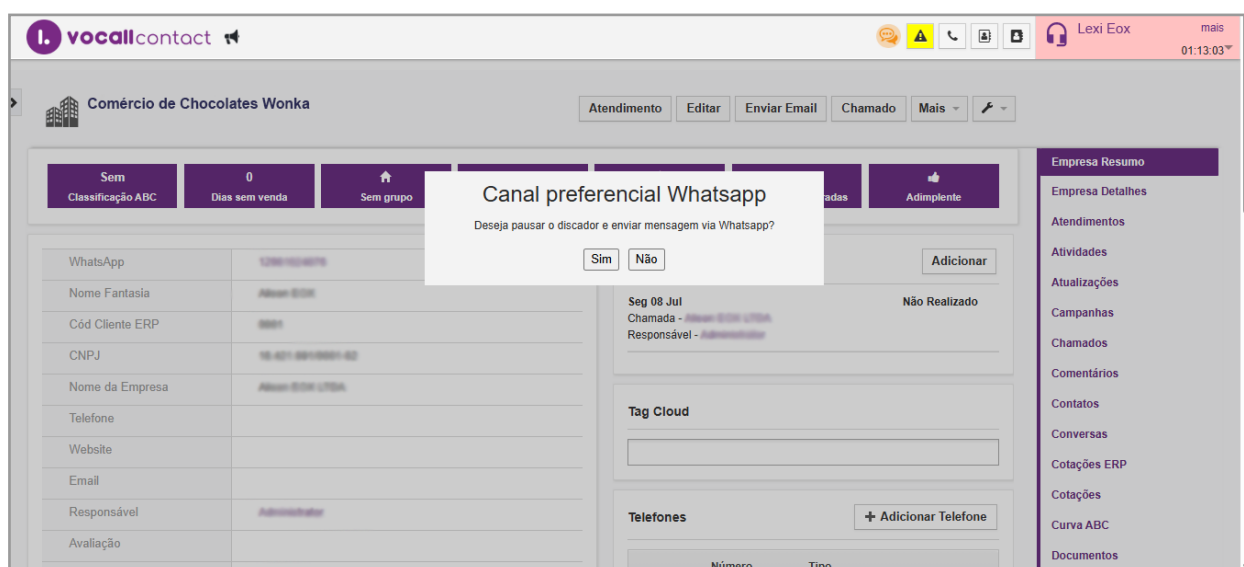 vocallcontact
Lexi Eox
mais
01:13:03
Comércio de Chocolates Wonka
Atendimento Editar Enviar Email Chamado Mais
Sem
Classificação ABC
0
Dias sem venda
Sem grupo
Adimplente
Canal preferencial Whatsapp
Deseja pausar o discador e enviar mensagem via Whatsapp?
Sim Não
WhatsApp
Nome Fantasia
Cód Cliente ERP
CNPJ
Nome da Empresa
Telefone
Website
Email
Responsável
Avaliação
Adicionar
Seg 08 Jul
Não Realizado
Chamada -
Responsável -
Tag Cloud
Telefones
+ Adicionar Telefone
Número Tipo
Empresa Resumo
Empresa Detalhes
Atendimentos
Atividades
Atualizações
Campanhas
Chamados
Comentários
Contatos
Conversas
Cotações ERP
Cotações
Curva ABC
Documentos